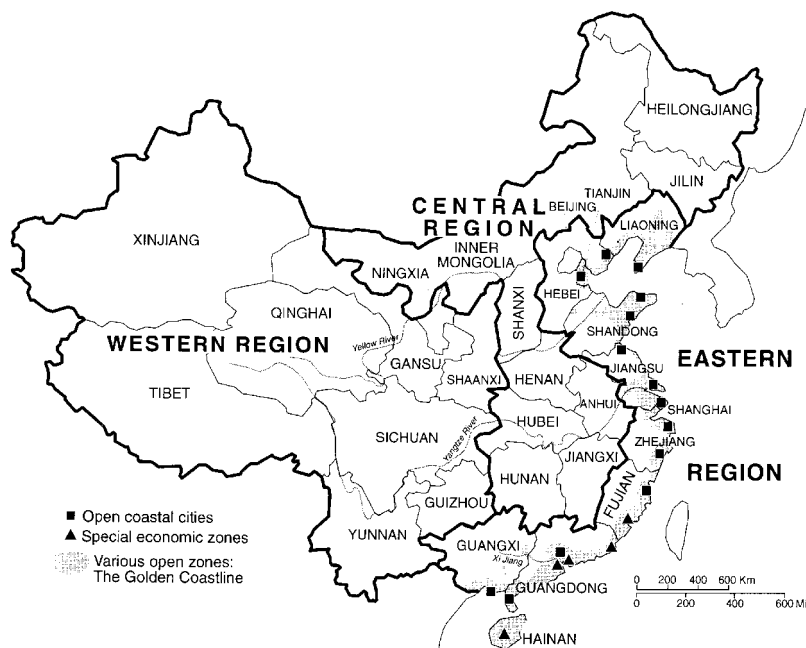 HEILONGJIANG
JILIN
CENTRAL
REGION
TIANJIN
BEIJING
LIAONING
XINJIANG
INNER
MONGOLIA
NINGXIA
HEBEI
SHANXI
QINGHAI
Yellow River
WESTERN REGION
GANSU
SHANDONG
EASTERN
REGION
TIBET
SHAANXI
HENAN
JIANGSU
ANHUI
SHANGHAI
HUBEI
SICHUAN
Yangtze River
ZHEJIANG
JIANGXI
HUNAN
GUIZHOU
FUJIAN
YUNNAN
GUANGXI
Xi Jiang
GUANGDONG
HAINAN
Open coastal cities
Special economic zones
Various open zones:
The Golden Coastline
0 200 400 600 Km
0 200 400 600 Mi